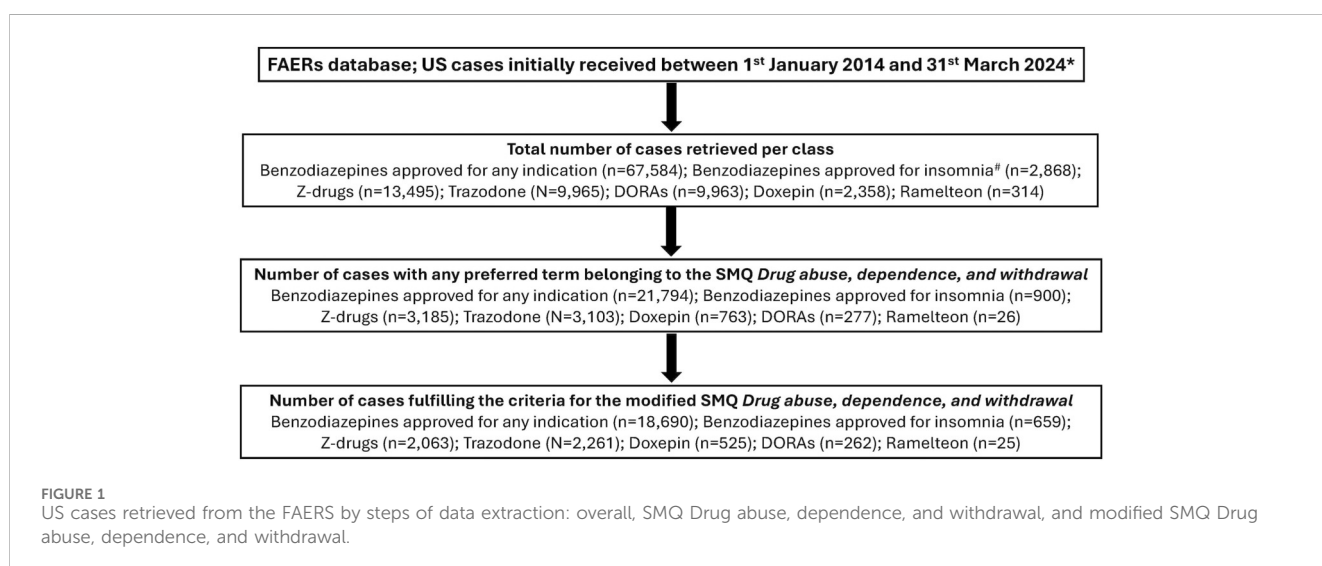 FAERs database; US cases initially received between 1st January 2014 and 31st March 2024*
Total number of cases retrieved per class
Benzodiazepines approved for any indication (n=67,584); Benzodiazepines approved for insomnia# (n=2,868);
Z-drugs (n=13,495); Trazodone (N=9,965); DORAs (n=9,963); Doxepin (n=2,358); Ramelteon (n=314)
Number of cases with any preferred term belonging to the SMQ Drug abuse, dependence, and withdrawal
Benzodiazepines approved for any indication (n=21,794); Benzodiazepines approved for insomnia (n=900);
Z-drugs (n=3,185); Trazodone (N=3,103); Doxepin (n=763); DORAs (n=277); Ramelteon (n=26)
Number of cases fulfilling the criteria for the modified SMQ Drug abuse, dependence, and withdrawal
Benzodiazepines approved for any indication (n=18,690); Benzodiazepines approved for insomnia (n=659);
Z-drugs (n=2,063); Trazodone (N=2,261); Doxepin (n=525); DORAs (n=262); Ramelteon (n=25)
FIGURE 1
US cases retrieved from the FAERS by steps of data extraction: overall, SMQ Drug abuse, dependence, and withdrawal, and modified SMQ Drug
abuse, dependence, and withdrawal.